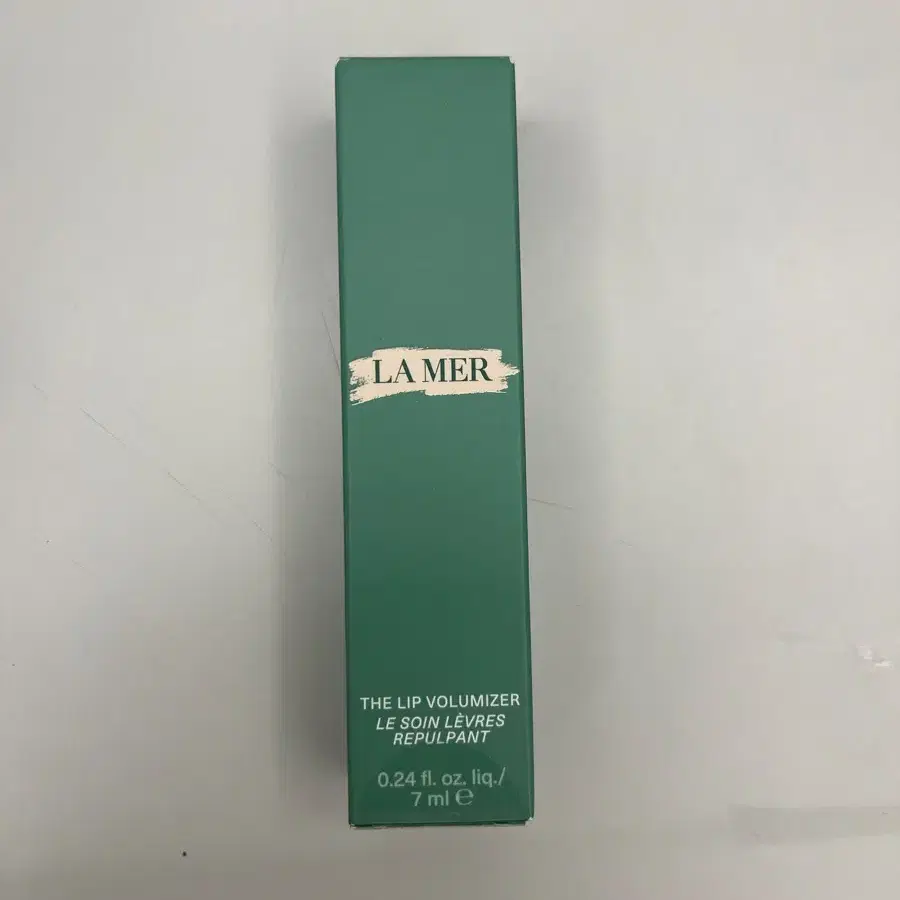 LA MER
THE LIP VOLUMIZER
LE SOIN LÈVRES
REPULPANT
0.24 fl. oz. liq./
7 ml ℮